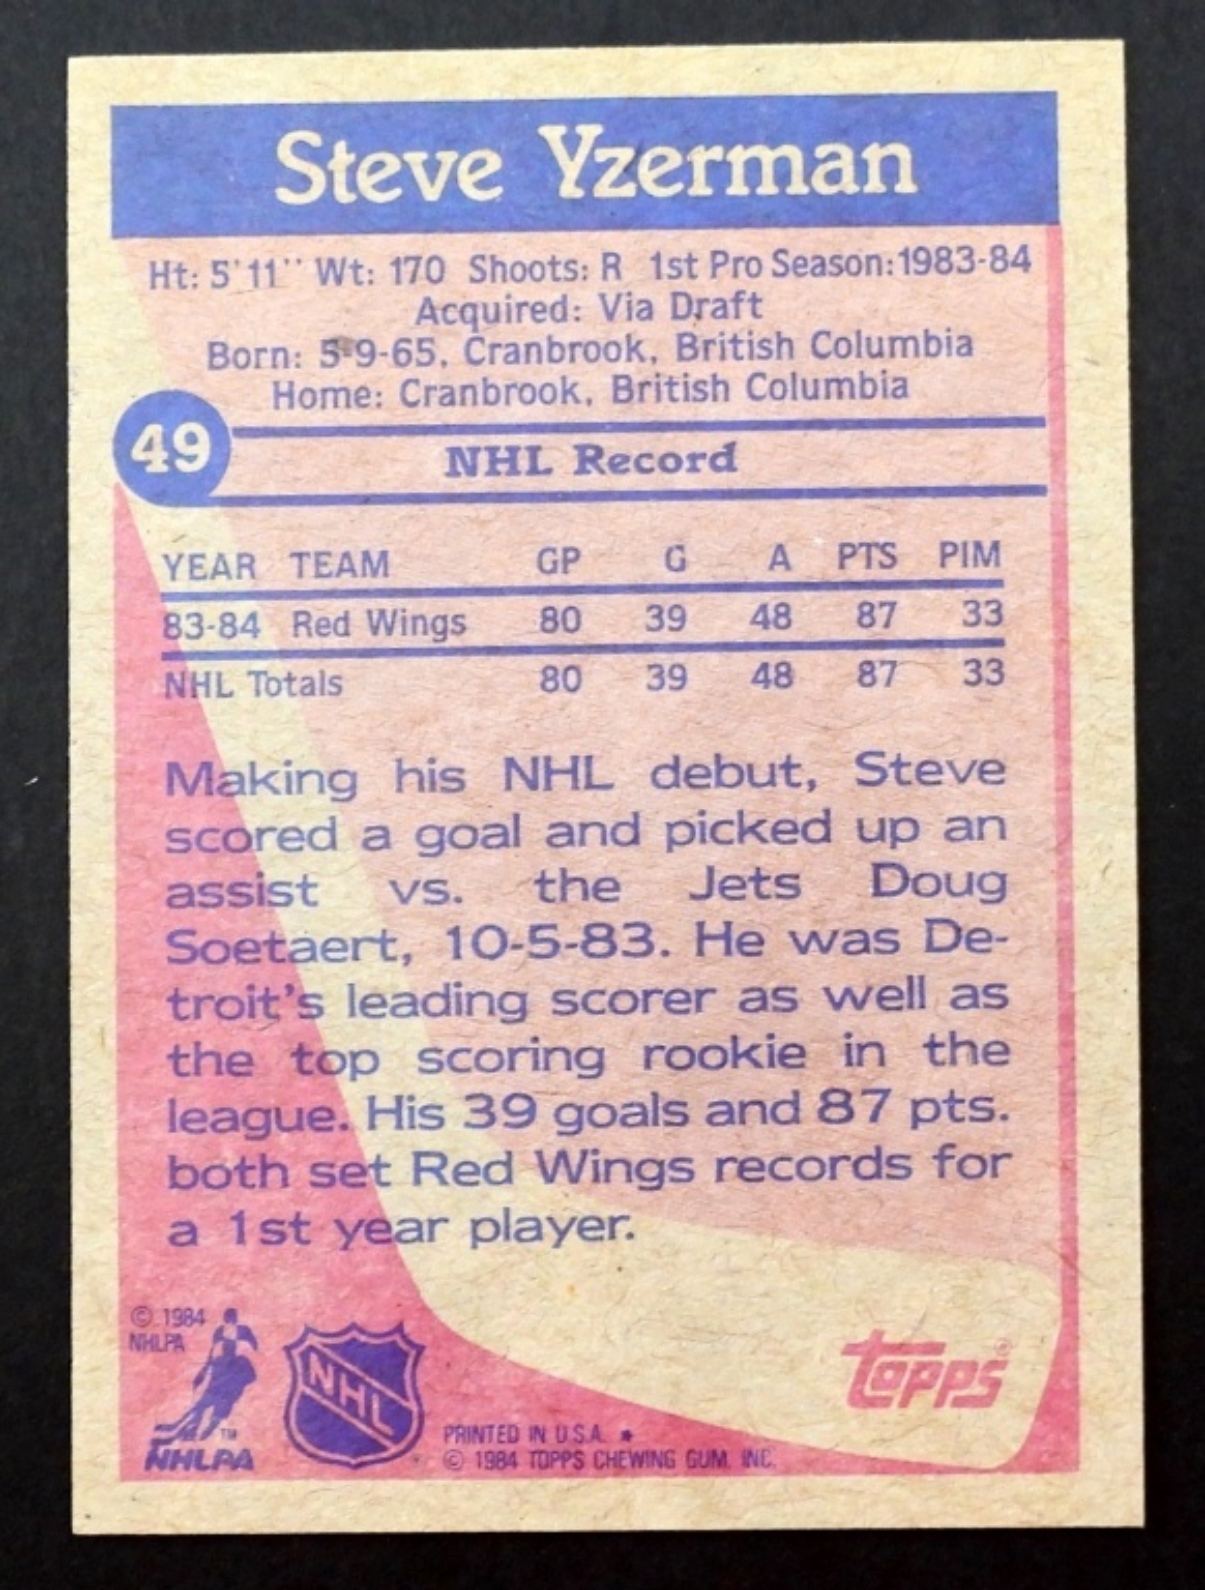 Steve Yzerman
Ht: 5'11'' Wt: 170 Shoots: R 1st Pro Season: 1983-84
Acquired: Via Draft
Born: 5-9-65, Cranbrook, British Columbia
Home: Cranbrook, British Columbia
49
NHL Record
YEAR TEAM GP G A PTS PIM
83-84 Red Wings 80 39 48 87 33
NHL Totals 80 39 48 87 33
Making his NHL debut, Steve
scored a goal and picked up an
assist vs. the Jets Doug
Soetaert, 10-5-83. He was De-
troit's leading scorer as well as
the top scoring rookie in the
league. His 39 goals and 87 pts.
both set Red Wings records for
a 1st year player.
© 1984
NHLPA
TM
NHLPA
NHL
topps®
PRINTED IN U.S.A. *
© 1984 TOPPS CHEWING GUM, INC.